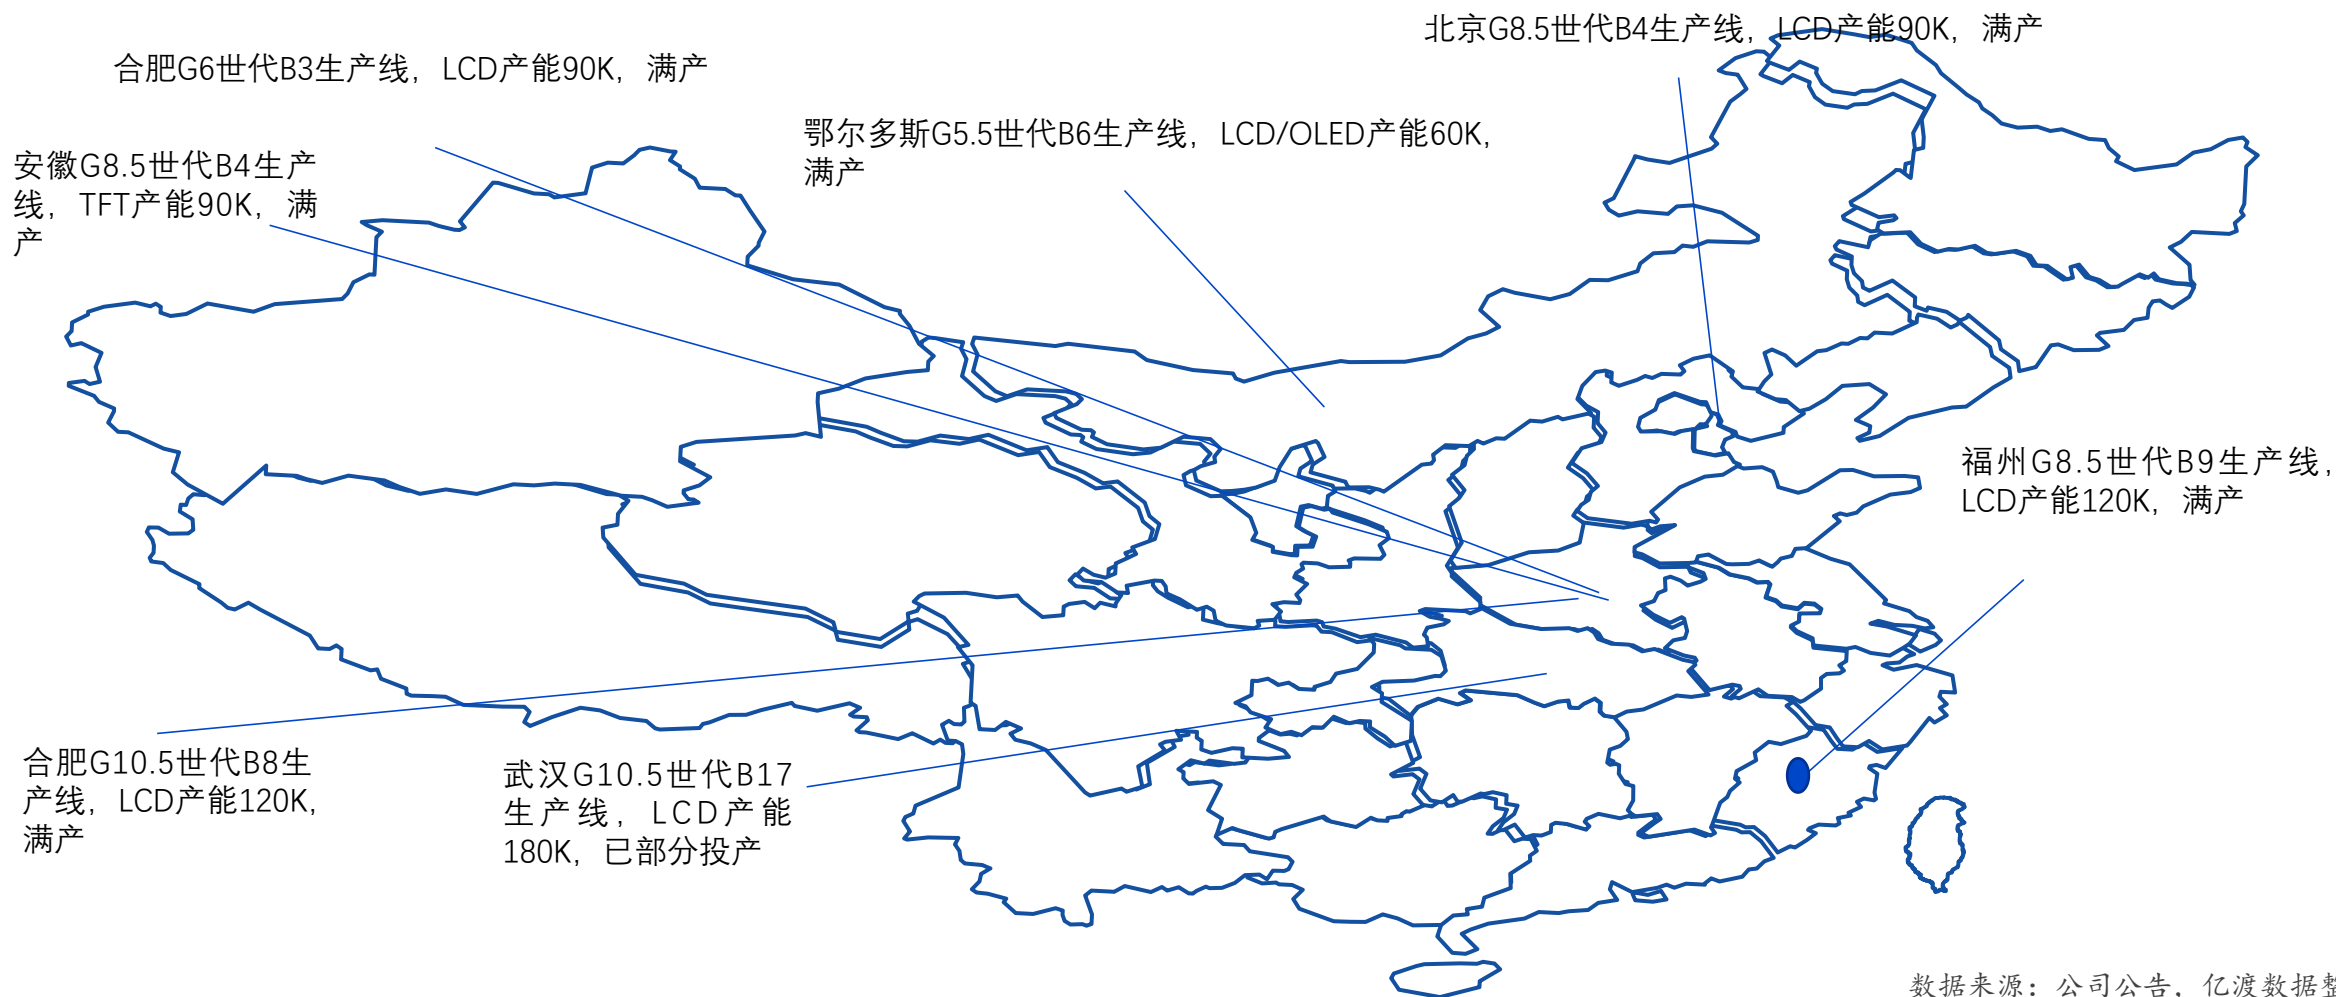 北京G8.5世代B4生产线，LCD产能90K，满产
合肥G6世代B3生产线，LCD产能90K，满产
鄂尔多斯G5.5世代B6生产线，LCD/OLED产能60K,
满产
安徽G8.5世代B4生产
线，TFT产能90K，满
产
福州G8.5世代B9生产线,
LCD产能120K，满产
合肥G10.5世代B8生
产线，LCD产能120K,
满产
武汉G10.5世代B17
生产线，LCD产能
180K，已部分投产
数据来源：公司公告，亿渡数据整